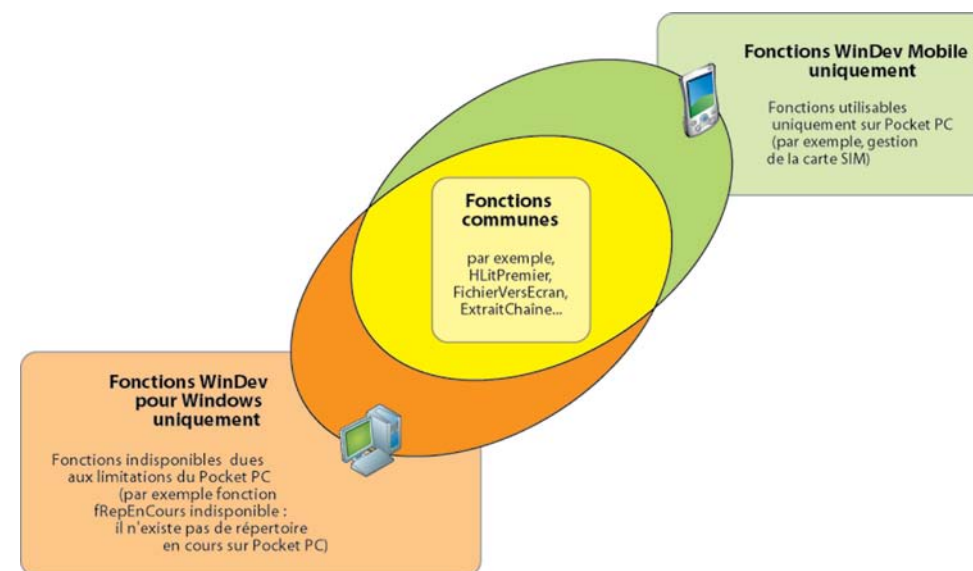 Fonctions WinDev Mobile
uniquement
Fonctions utilisables
uniquement sur Pocket PC
(par exemple, gestion
de la carte SIM)
Fonctions
communes
par exemple,
HLitPremier,
FichierVersEcran,
ExtraitChaîne...
Fonctions WinDev
pour Windows
uniquement
Fonctions indisponibles dues
aux limitations du Pocket PC
(par exemple fonction
fRepEnCours indisponible :
il n'existe pas de répertoire
en cours sur Pocket PC)